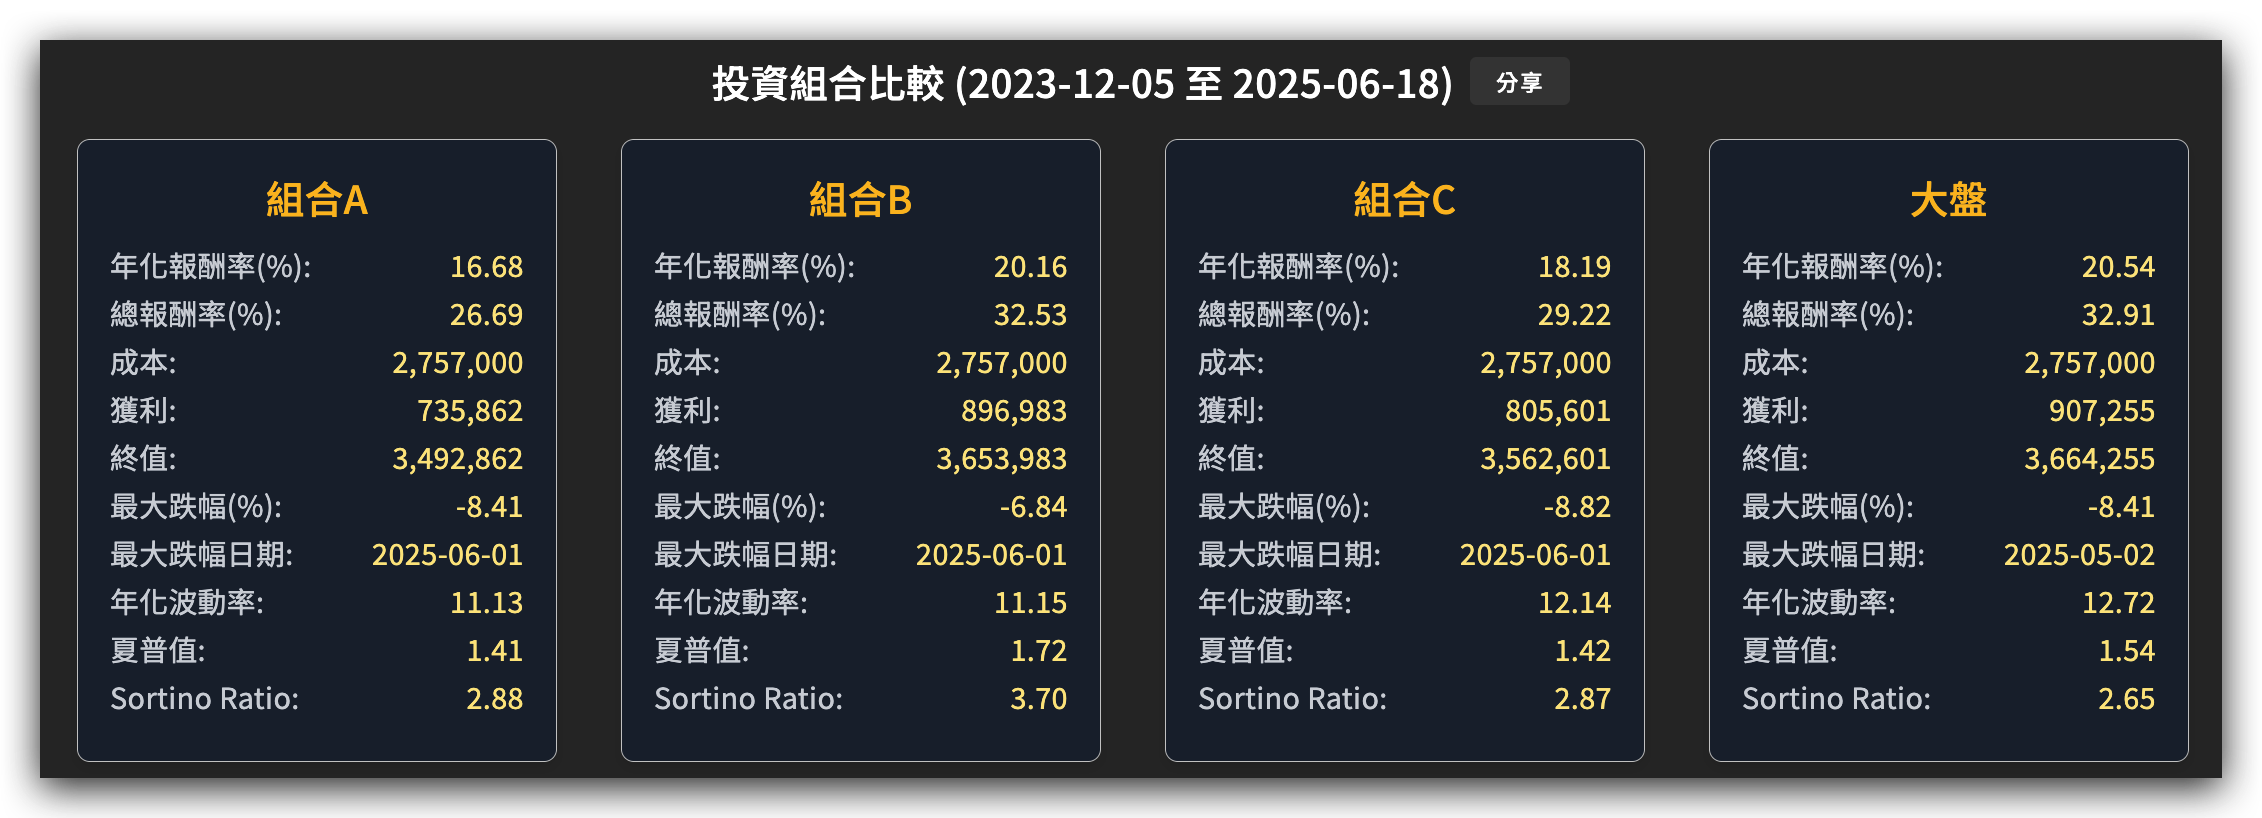 投資組合比較 (2023-12-05 至 2025-06-18) 分享
組合A
年化報酬率(%): 16.68
總報酬率(%): 26.69
成本: 2,757,000
獲利: 735,862
終值: 3,492,862
最大跌幅(%): -8.41
最大跌幅日期: 2025-06-01
年化波動率: 11.13
夏普值: 1.41
Sortino Ratio: 2.88
組合B
年化報酬率(%): 20.16
總報酬率(%): 32.53
成本: 2,757,000
獲利: 896,983
終值: 3,653,983
最大跌幅(%): -6.84
最大跌幅日期: 2025-06-01
年化波動率: 11.15
夏普值: 1.72
Sortino Ratio: 3.70
組合C
年化報酬率(%): 18.19
總報酬率(%): 29.22
成本: 2,757,000
獲利: 805,601
終值: 3,562,601
最大跌幅(%): -8.82
最大跌幅日期: 2025-06-01
年化波動率: 12.14
夏普值: 1.42
Sortino Ratio: 2.87
大盤
年化報酬率(%): 20.54
總報酬率(%): 32.91
成本: 2,757,000
獲利: 907,255
終值: 3,664,255
最大跌幅(%): -8.41
最大跌幅日期: 2025-05-02
年化波動率: 12.72
夏普值: 1.54
Sortino Ratio: 2.65